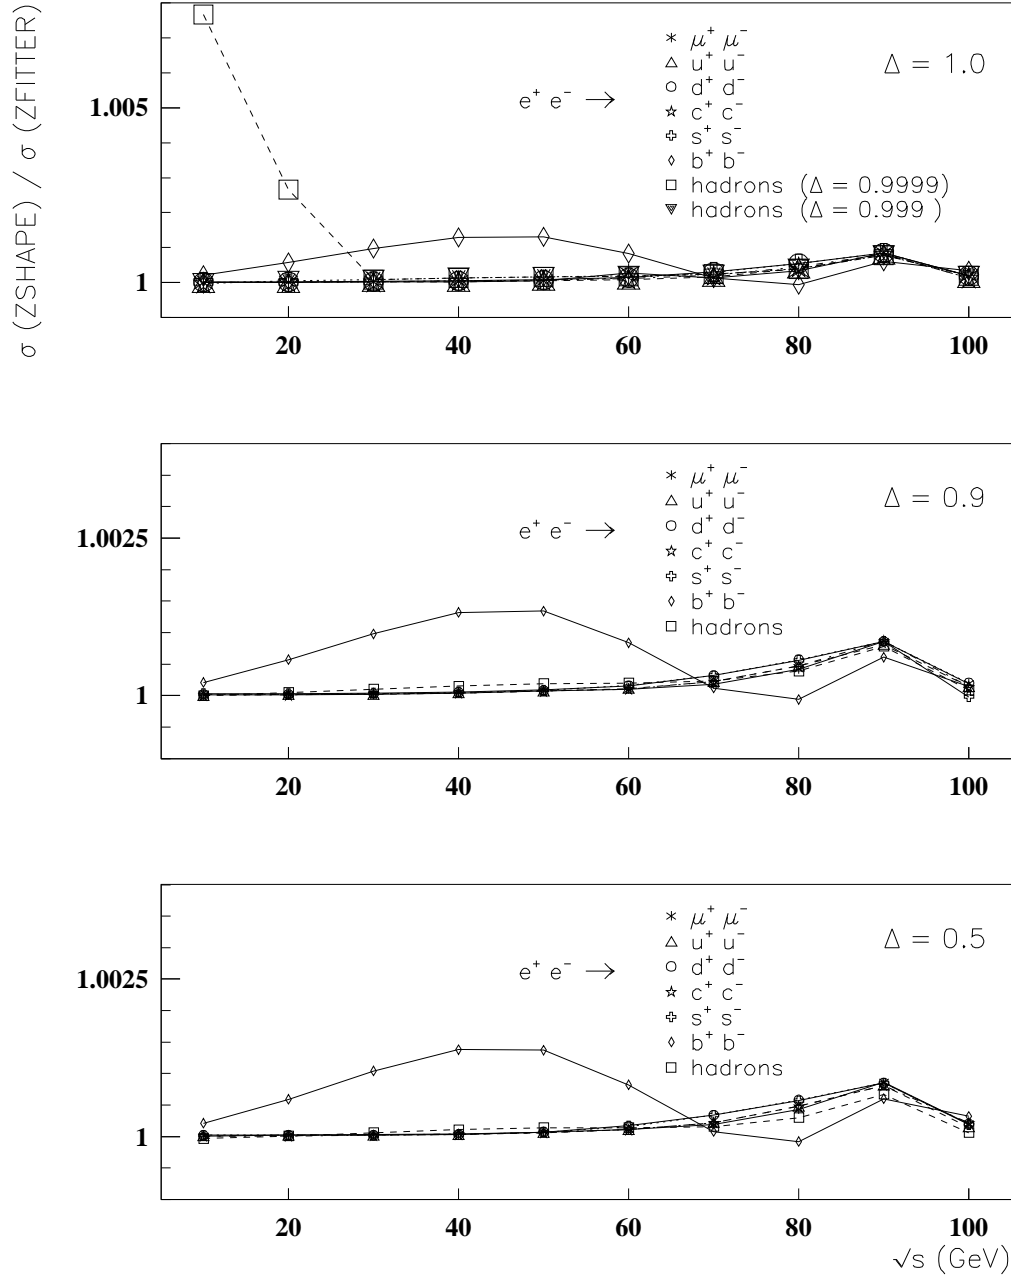 σ (ZSHAPE) / σ (ZFITTER)
μ⁺ μ⁻
u⁺ u⁻
Δ = 1.0
d⁺ d⁻
e⁺ e⁻ →
1.005
c⁺ c⁻
s⁺ s⁻
b⁺ b⁻
hadrons (Δ = 0.9999)
hadrons (Δ = 0.999 )
1
20 40 60 80 100
μ⁺ μ⁻
u⁺ u⁻
Δ = 0.9
d⁺ d⁻
e⁺ e⁻ →
1.0025
c⁺ c⁻
s⁺ s⁻
b⁺ b⁻
hadrons
1
20 40 60 80 100
μ⁺ μ⁻
u⁺ u⁻
Δ = 0.5
d⁺ d⁻
e⁺ e⁻ →
1.0025
c⁺ c⁻
s⁺ s⁻
b⁺ b⁻
hadrons
1
20 40 60 80 100
√s (GeV)